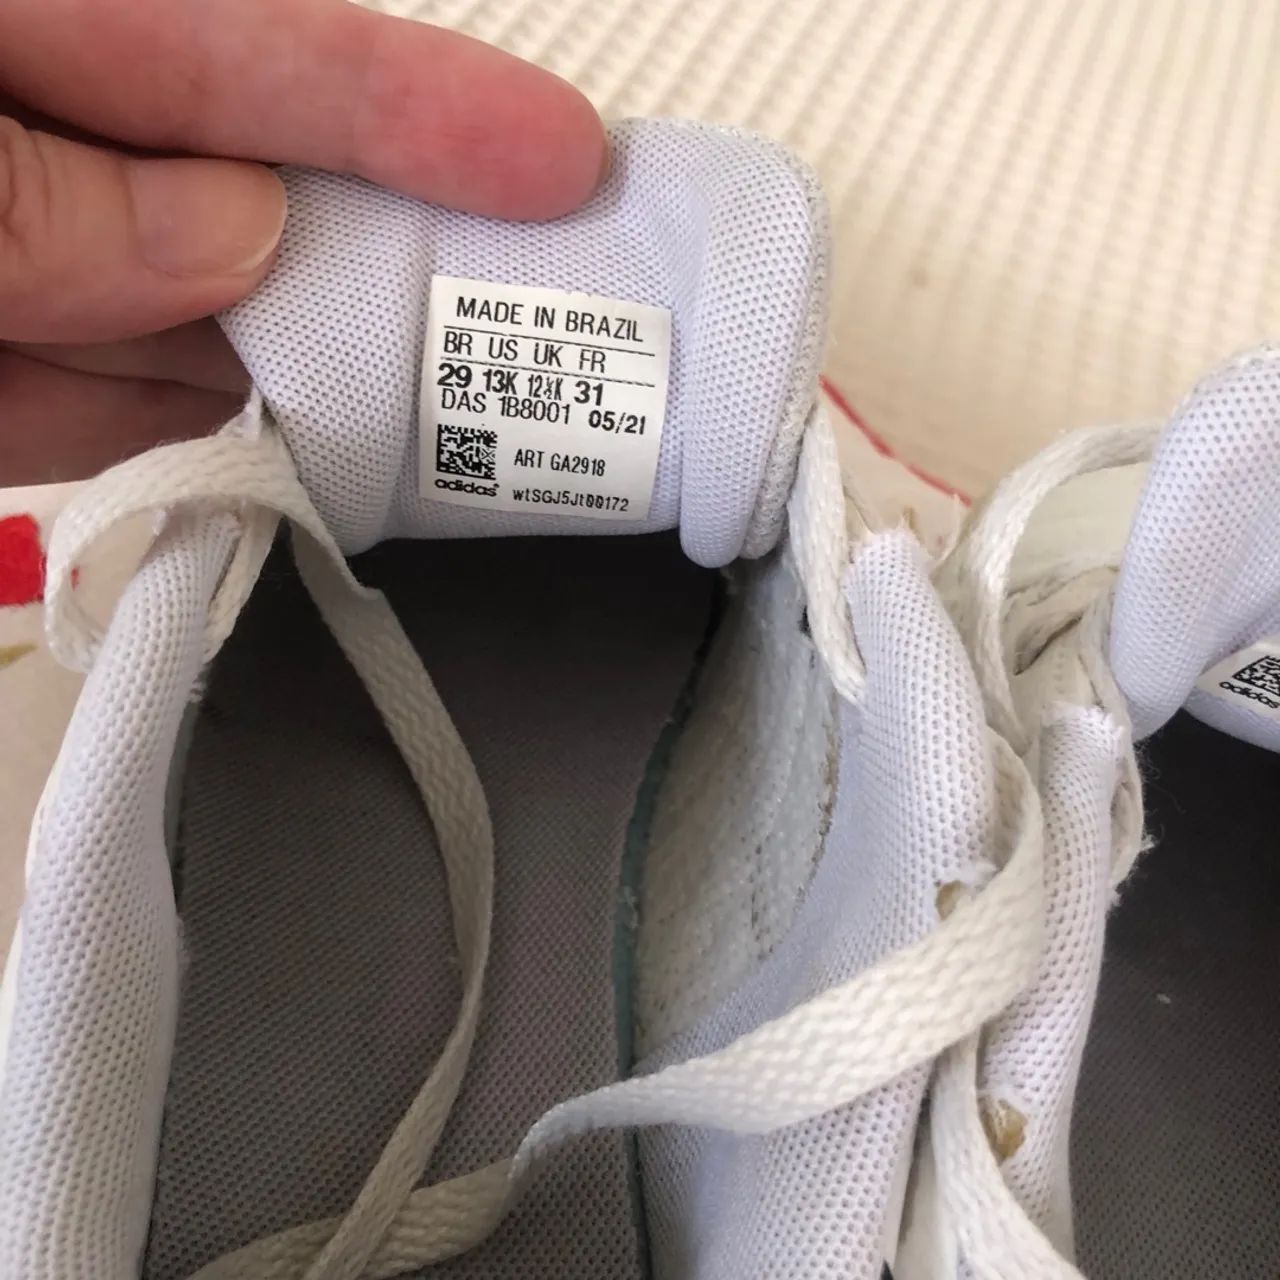 MADE IN BRAZIL
BR US UK FR
29 13K 12½K 31
DAS 1B8001 05/21
ART GA2918
adidas wtSGJ5Jt00172
adidas